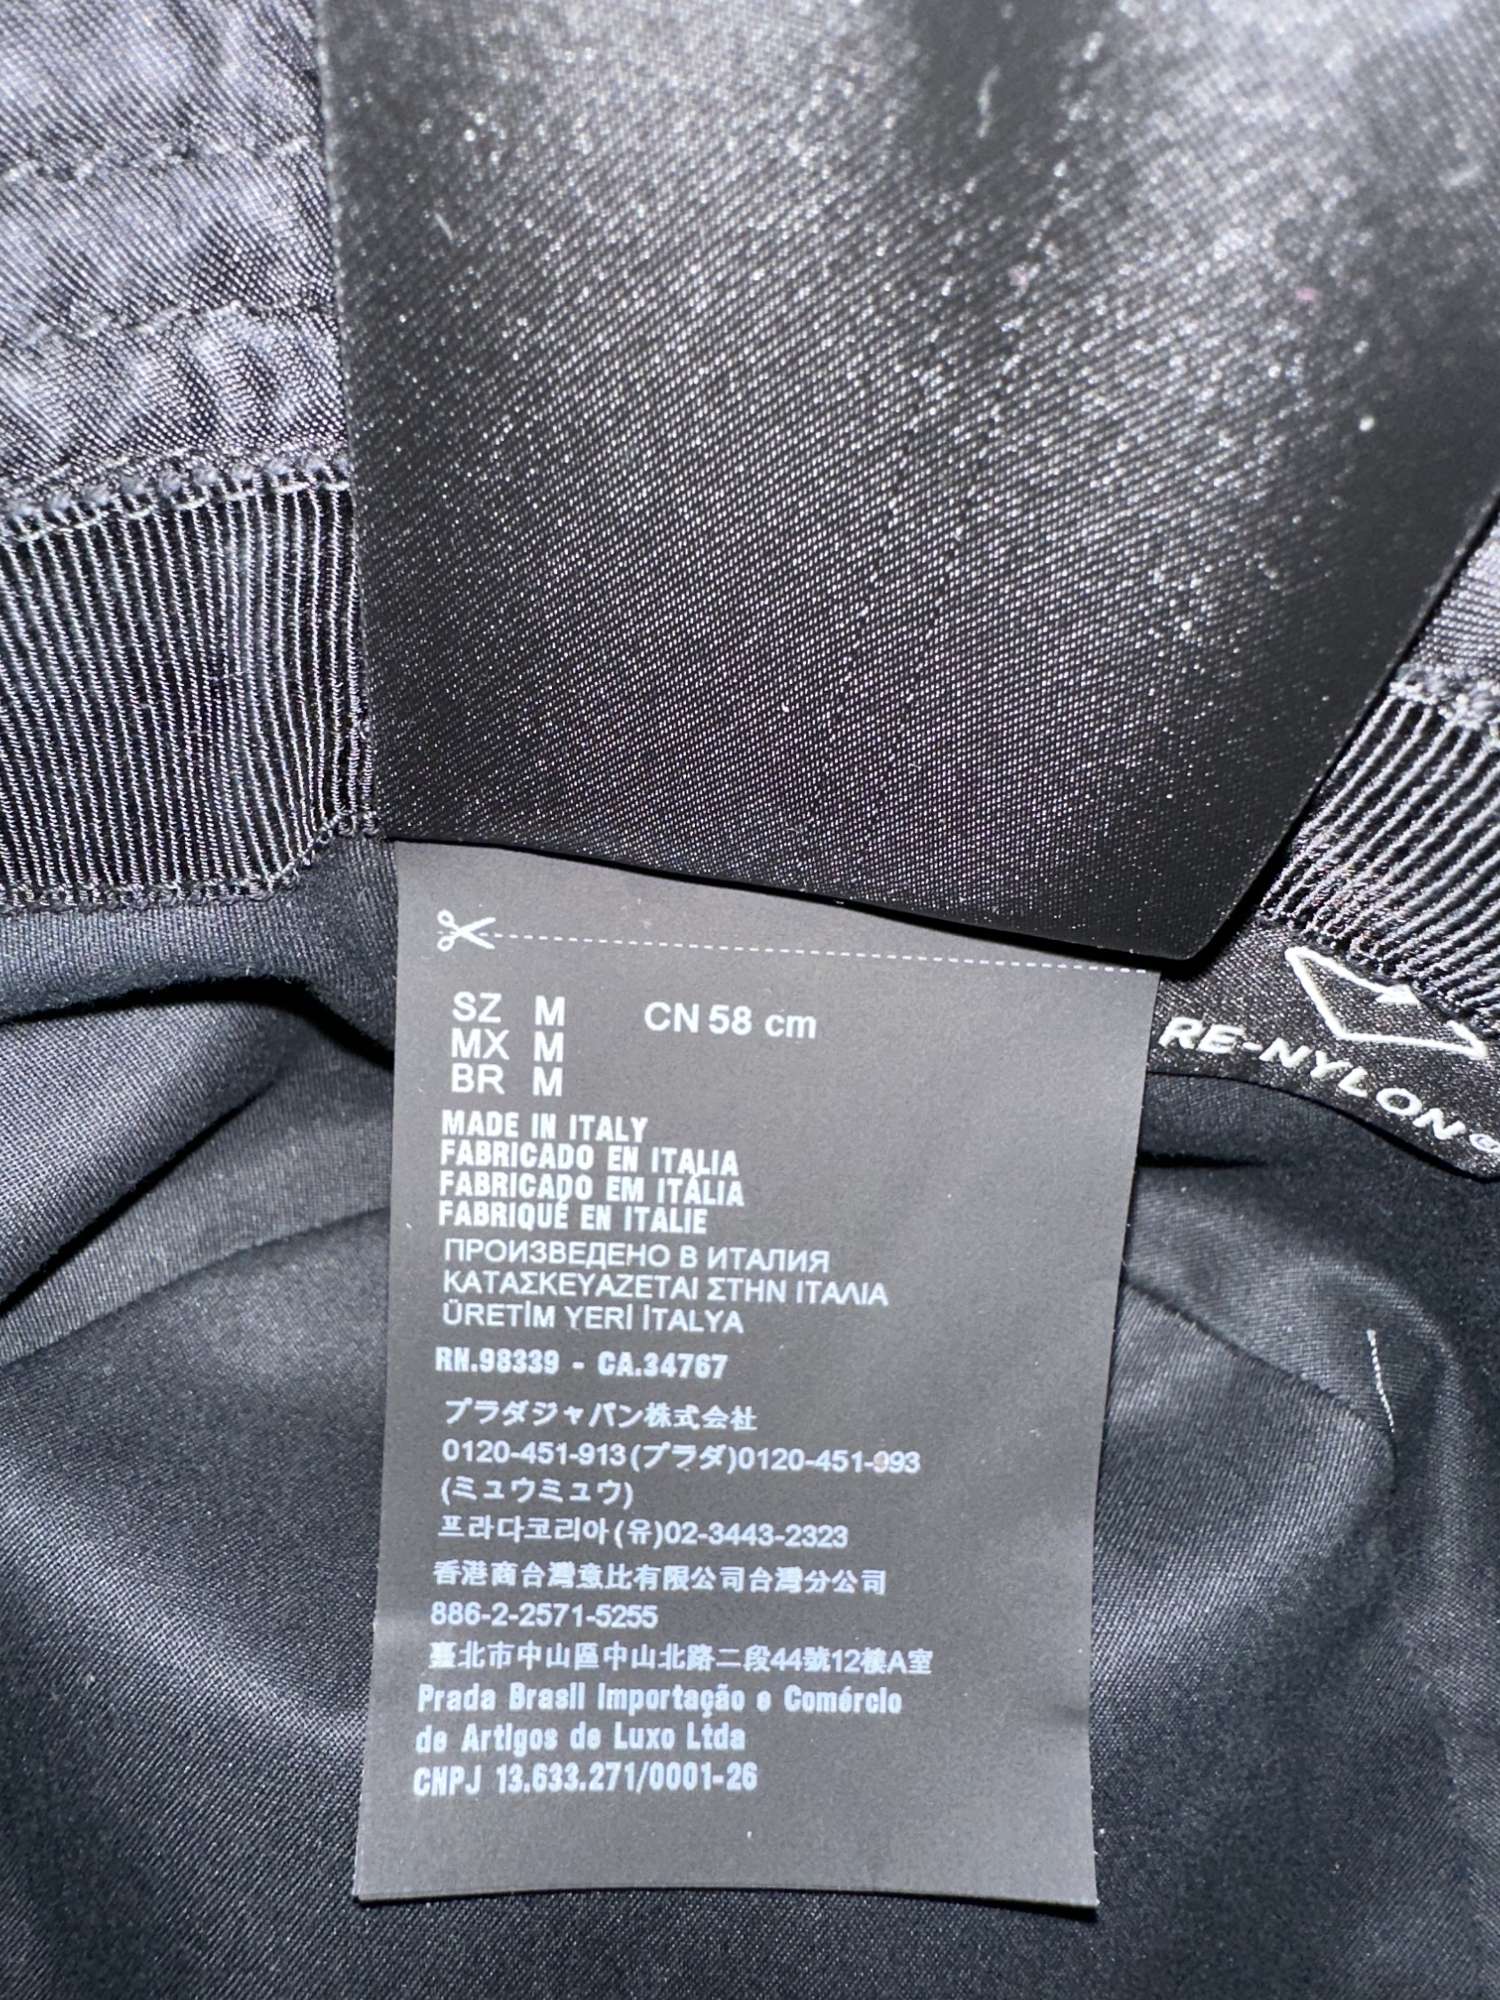 SZ M CN 58 cm
MX M
BR M
MADE IN ITALY
FABRICADO EN ITALIA
FABRICADO EM ITÁLIA
FABRIQUÉ EN ITALIE
ПРОИЗВЕДЕНО В ИТАЛИЯ
ΚΑΤΑΣΚΕΥΑΖΕΤΑΙ ΣΤΗΝ ΙΤΑΛΙΑ
ÜRETİM YERİ İTALYA
RN.98339 - CA.34767
プラダジャパン株式会社
0120-451-913(プラダ)0120-451-993
(ミュウミュウ)
프라다코리아(유)02-3443-2323
香港商台灣意比有限公司台灣分公司
886-2-2571-5255
臺北市中山區中山北路二段44號12樓A室
Prada Brasil Importação e Comércio
de Artigos de Luxo Ltda
CNPJ 13.633.271/0001-26
RE-NYLON®